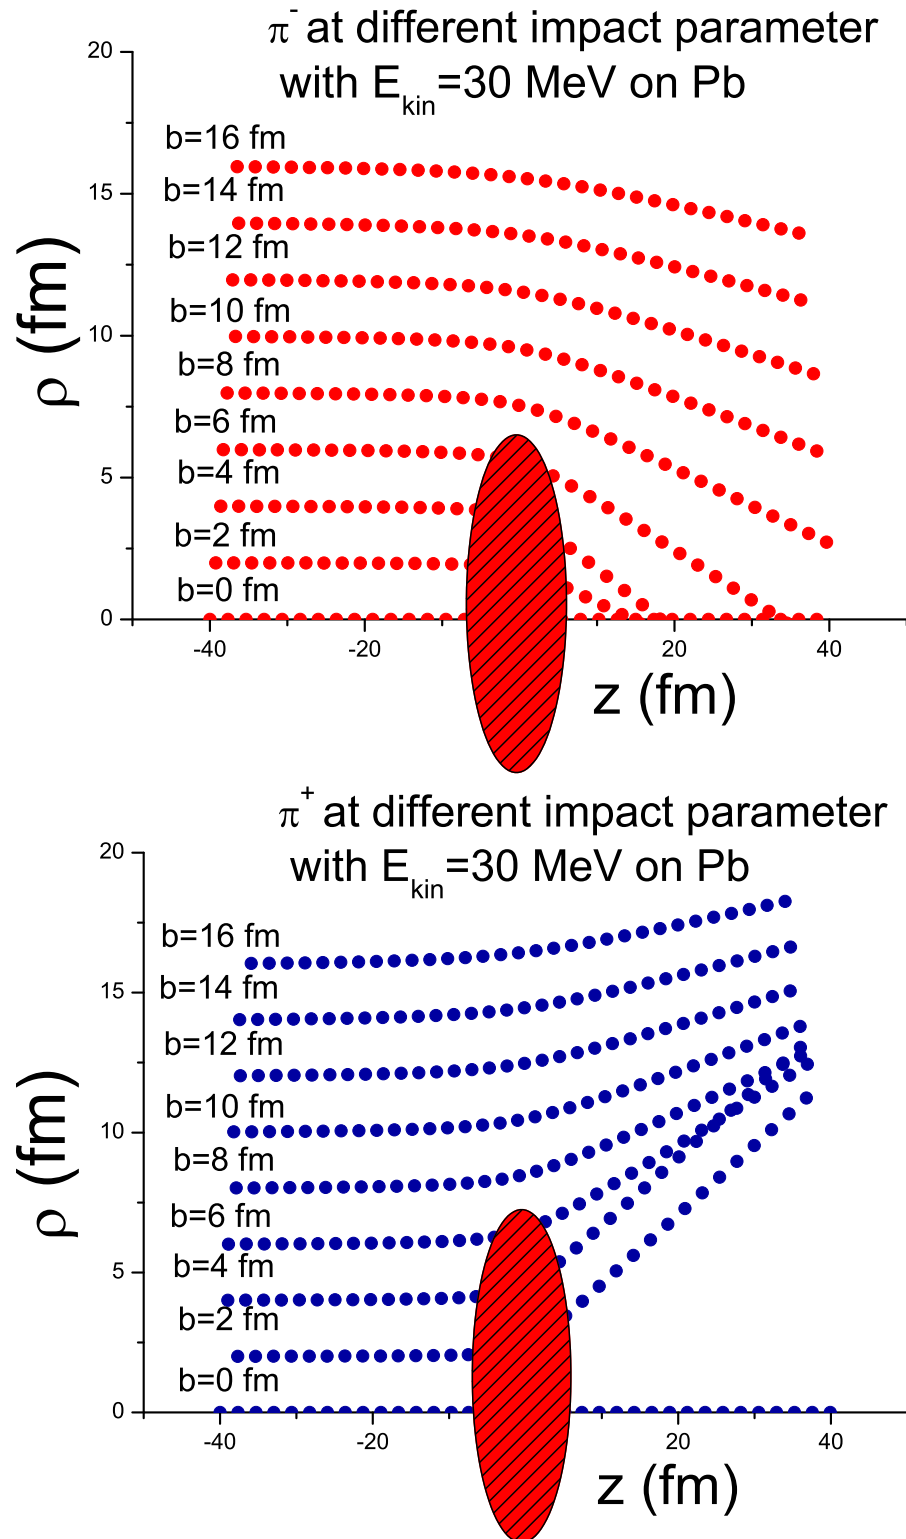 π⁻ at different impact parameter
with E_kin=30 MeV on Pb
20
b=16 fm
15
b=14 fm
b=12 fm
b=10 fm
10
b=8 fm
b=6 fm
5
b=4 fm
b=2 fm
b=0 fm
0
-40
-20
20
40
ρ (fm)
z (fm)
π⁺ at different impact parameter
with E_kin=30 MeV on Pb
20
b=16 fm
15
b=14 fm
b=12 fm
b=10 fm
10
b=8 fm
b=6 fm
b=4 fm
5
b=2 fm
b=0 fm
0
-40
-20
20
40
ρ (fm)
z (fm)